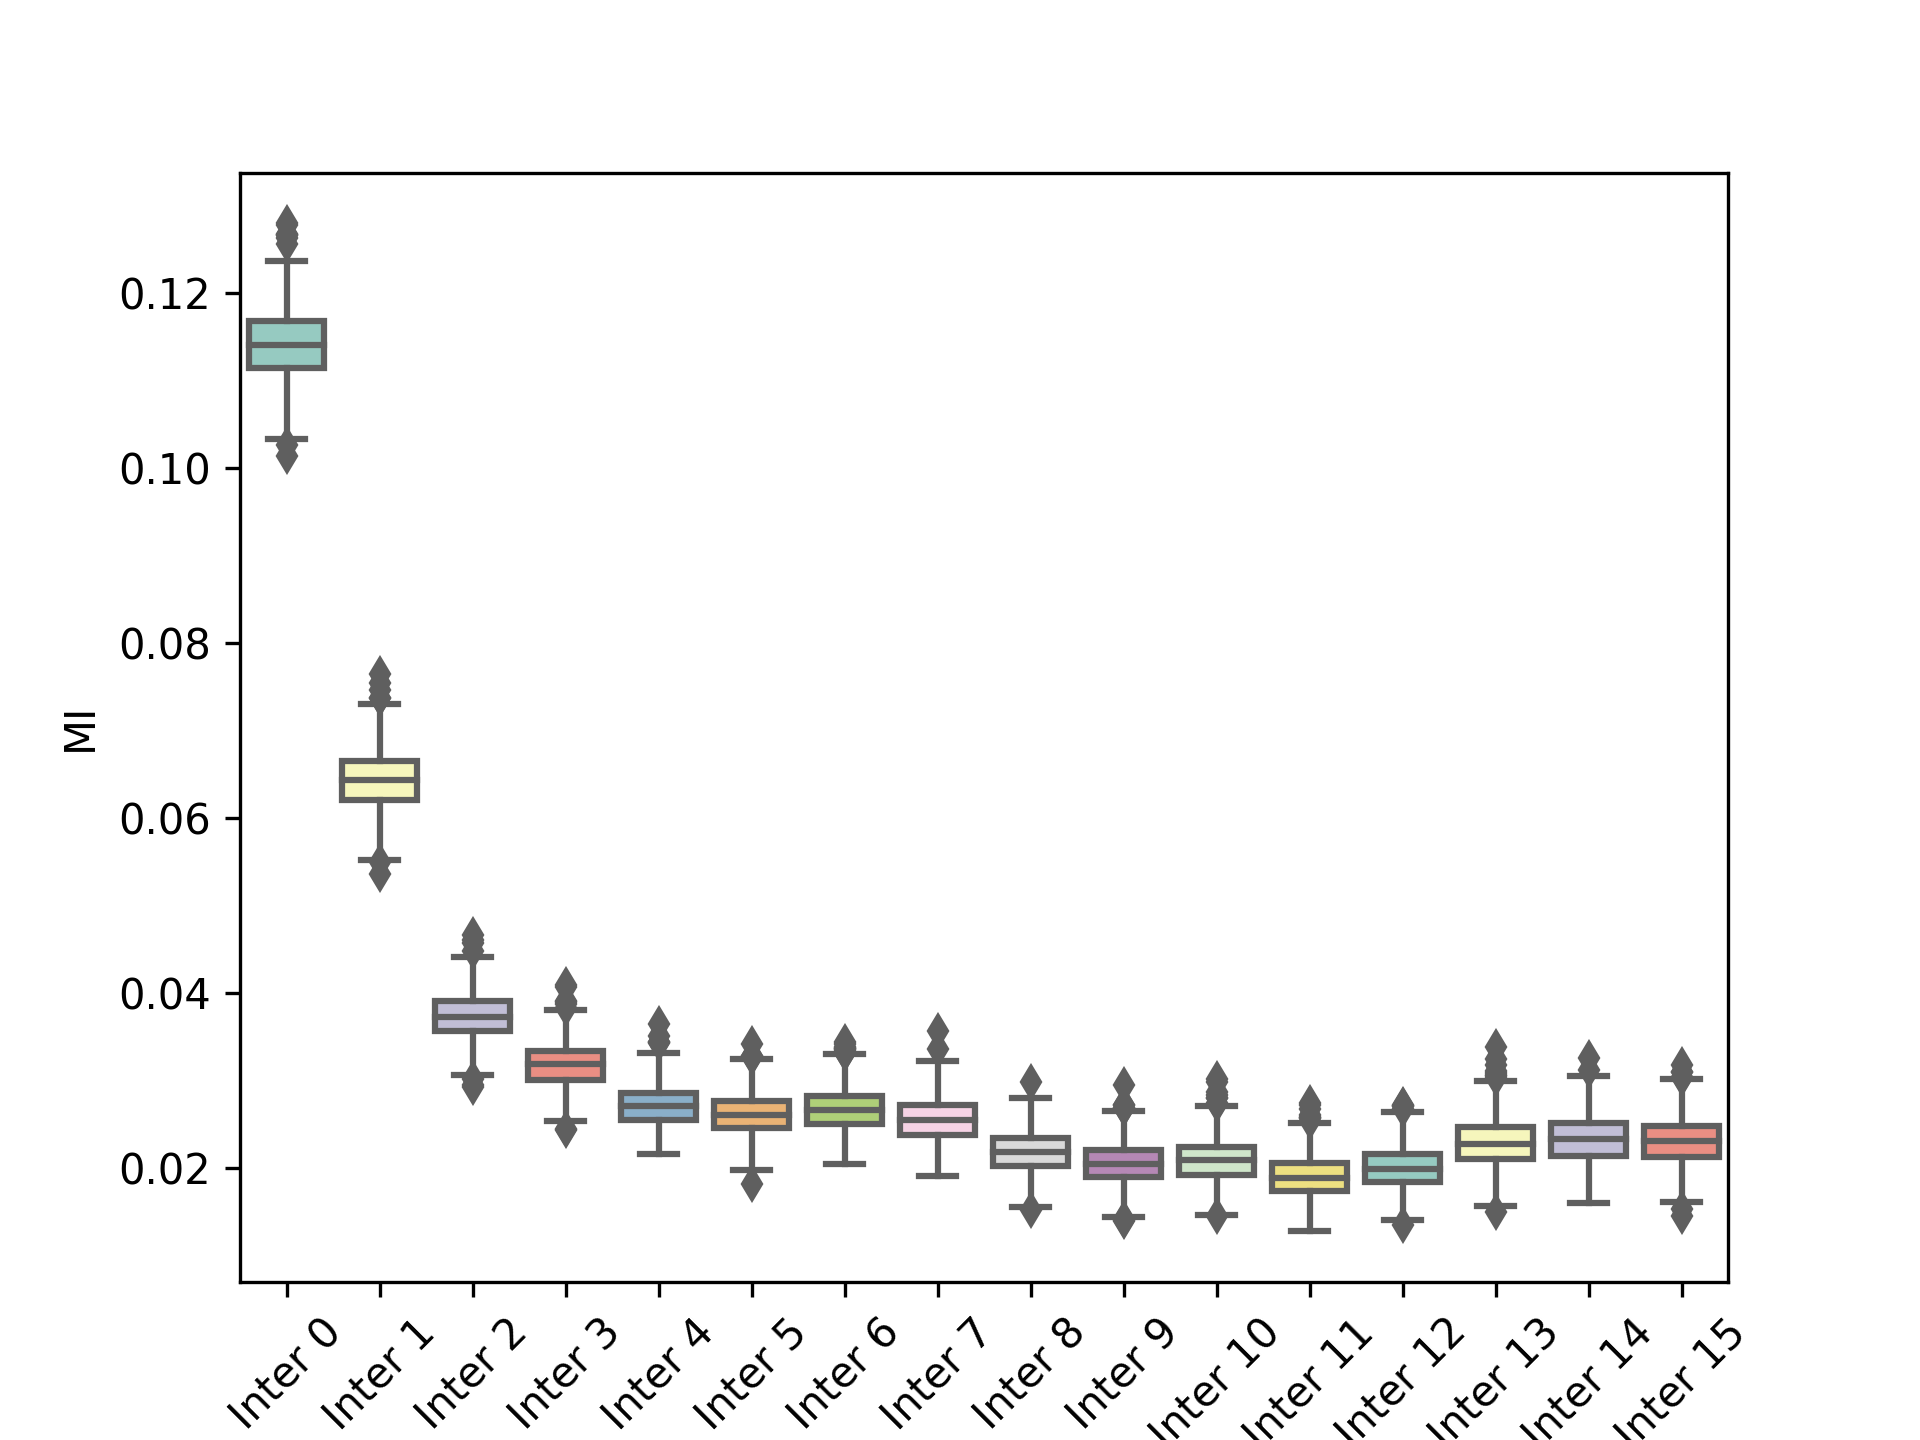 0.12
0.10
0.08
0.06
0.04
0.02
MI
Inter 0
Inter 1
Inter 2
Inter 3
Inter 4
Inter 5
Inter 6
Inter 7
Inter 8
Inter 9
Inter 10
Inter 11
Inter 12
Inter 13
Inter 14
Inter 15